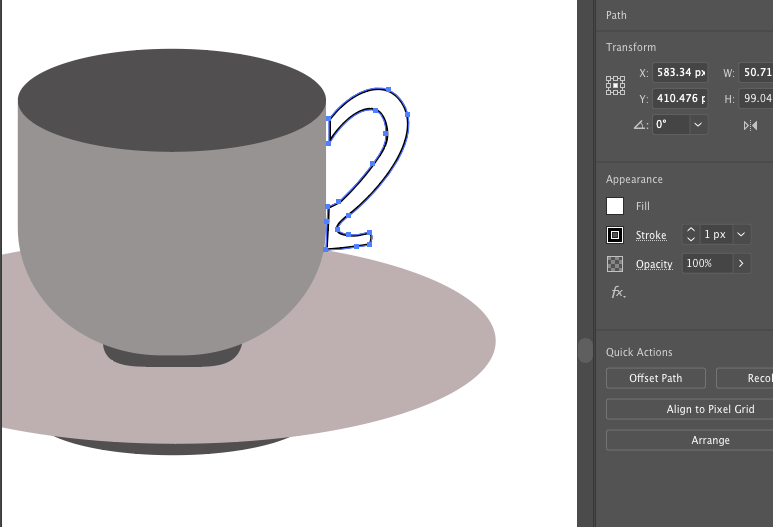 Path
Transform
X: 583.34 px W: 50.71
Y: 410.476 p H: 99.04
0°
Appearance
Fill
Stroke 1 px
Opacity 100%
fx.
Quick Actions
Offset Path Recol
Align to Pixel Grid
Arrange